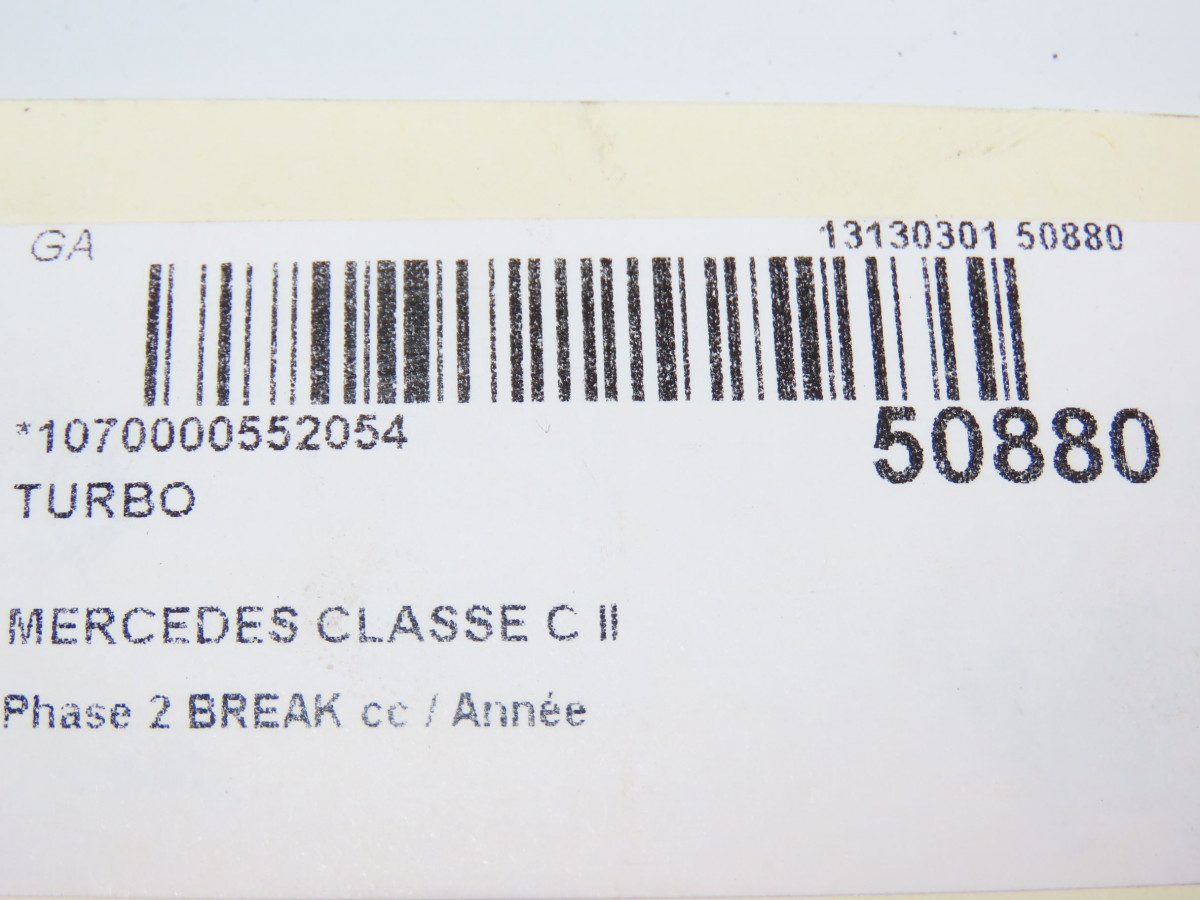 GA
13130301 50880
*1070000552054
50880
TURBO
MERCEDES CLASSE C II
Phase 2 BREAK cc / Année